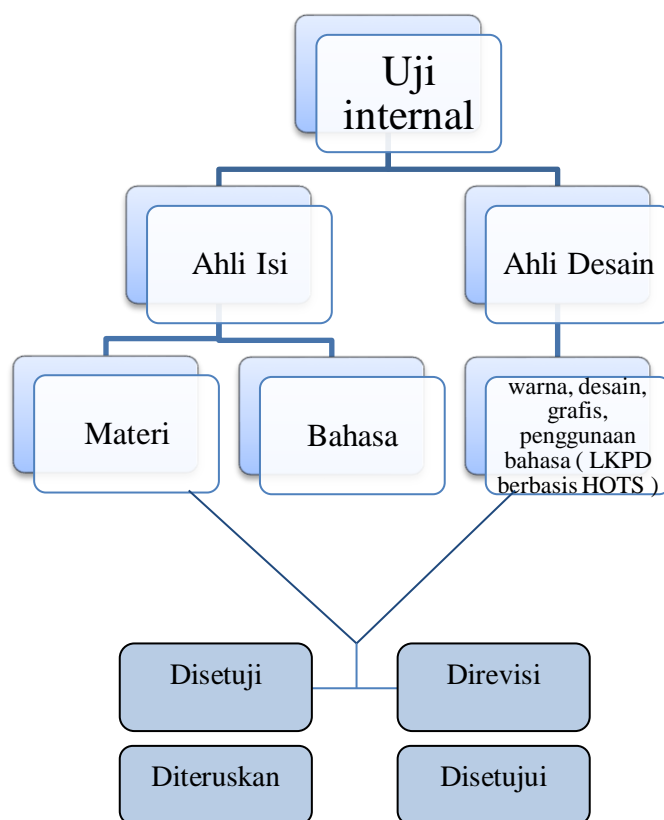 Uji
internal
Ahli Isi
Ahli Desain
Materi
Bahasa
warna, desain,
grafis,
penggunaan
bahasa ( LKPD
berbasis HOTS )
Disetuji
Direvisi
Diteruskan
Disetujui